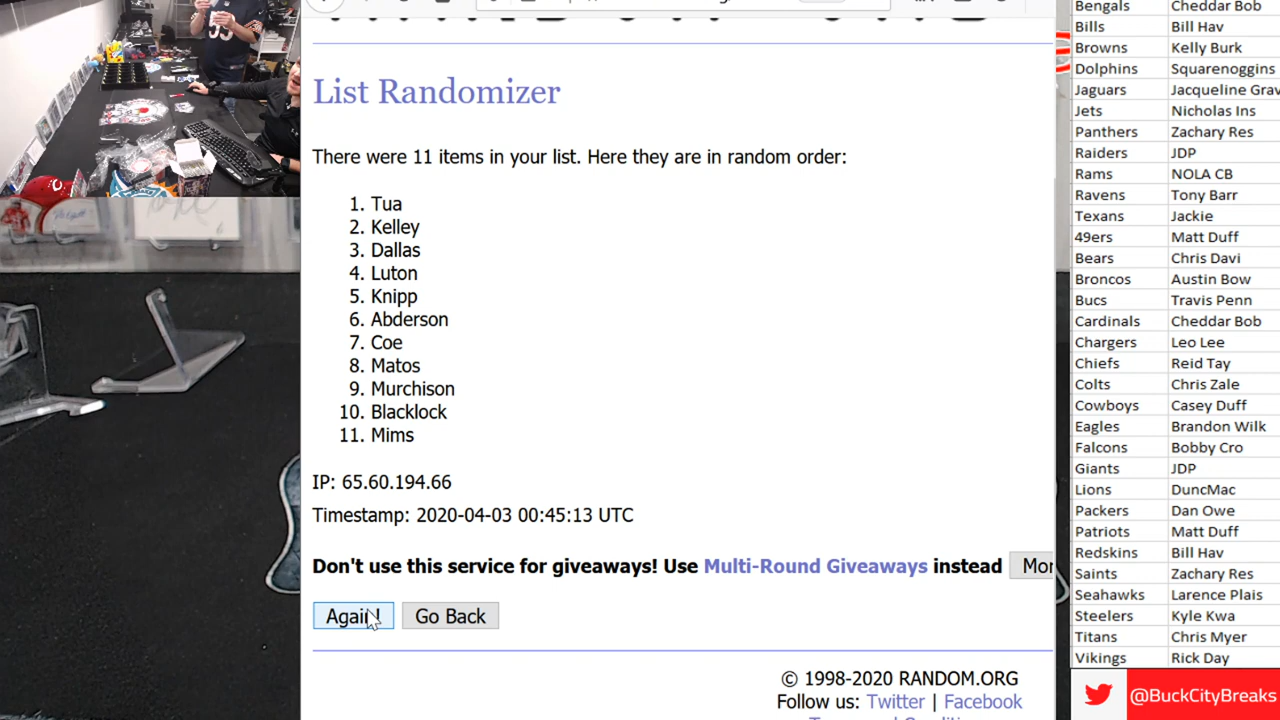 List Randomizer
There were 11 items in your list. Here they are in random order:
1. Tua
2. Kelley
3. Dallas
4. Luton
5. Knipp
6. Abderson
7. Coe
8. Matos
9. Murchison
10. Blacklock
11. Mims
IP: 65.60.194.66
Timestamp: 2020-04-03 00:45:13 UTC
Don't use this service for giveaways! Use Multi-Round Giveaways instead Mor
Again! Go Back
© 1998-2020 RANDOM.ORG
Follow us: Twitter | Facebook
Bengals Cheddar Bob
Bills Bill Hav
Browns Kelly Burk
Dolphins Squarenoggins
Jaguars Jacqueline Grav
Jets Nicholas Ins
Panthers Zachary Res
Raiders JDP
Rams NOLA CB
Ravens Tony Barr
Texans Jackie
49ers Matt Duff
Bears Chris Davi
Broncos Austin Bow
Bucs Travis Penn
Cardinals Cheddar Bob
Chargers Leo Lee
Chiefs Reid Tay
Colts Chris Zale
Cowboys Casey Duff
Eagles Brandon Wilk
Falcons Bobby Cro
Giants JDP
Lions DuncMac
Packers Dan Owe
Patriots Matt Duff
Redskins Bill Hav
Saints Zachary Res
Seahawks Larence Plais
Steelers Kyle Kwa
Titans Chris Myer
Vikings Rick Day
@BuckCityBreaks